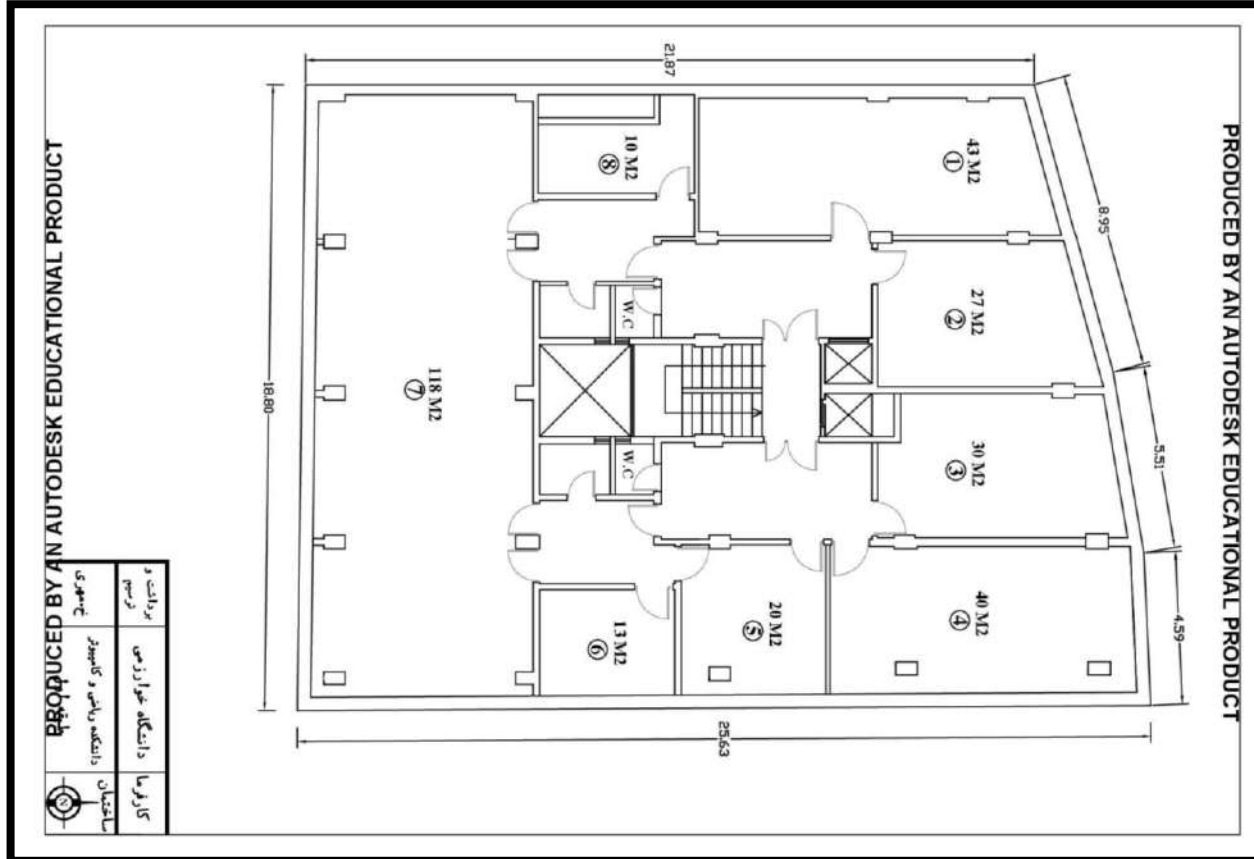 PRODUCED BY AN AUTODESK EDUCATIONAL PRODUCT
PRODUCED BY AN AUTODESK EDUCATIONAL PRODUCT
21.87
8.95
5.51
4.59
25.63
18.80
43 M2
1
27 M2
2
30 M2
3
40 M2
4
20 M2
5
13 M2
6
118 M2
7
10 M2
8
W.C
W.C
کارفرما
دانشگاه خوارزمی
برداشت و ترسیم
ساختمان
دانشکده ریاضی و کامپیوتر
N